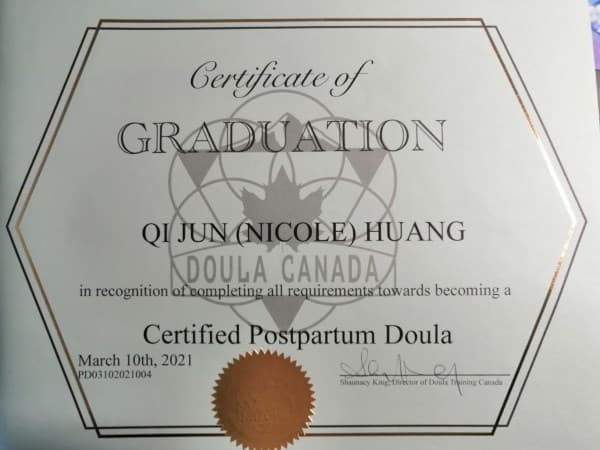 Certificate of
GRADUATION
QI JUN (NICOLE) HUANG
DOULA CANADA
in recognition of completing all requirements towards becoming a
Certified Postpartum Doula
March 10th, 2021
PD03102021004
Shaunacy King, Director of Doula Training Canada